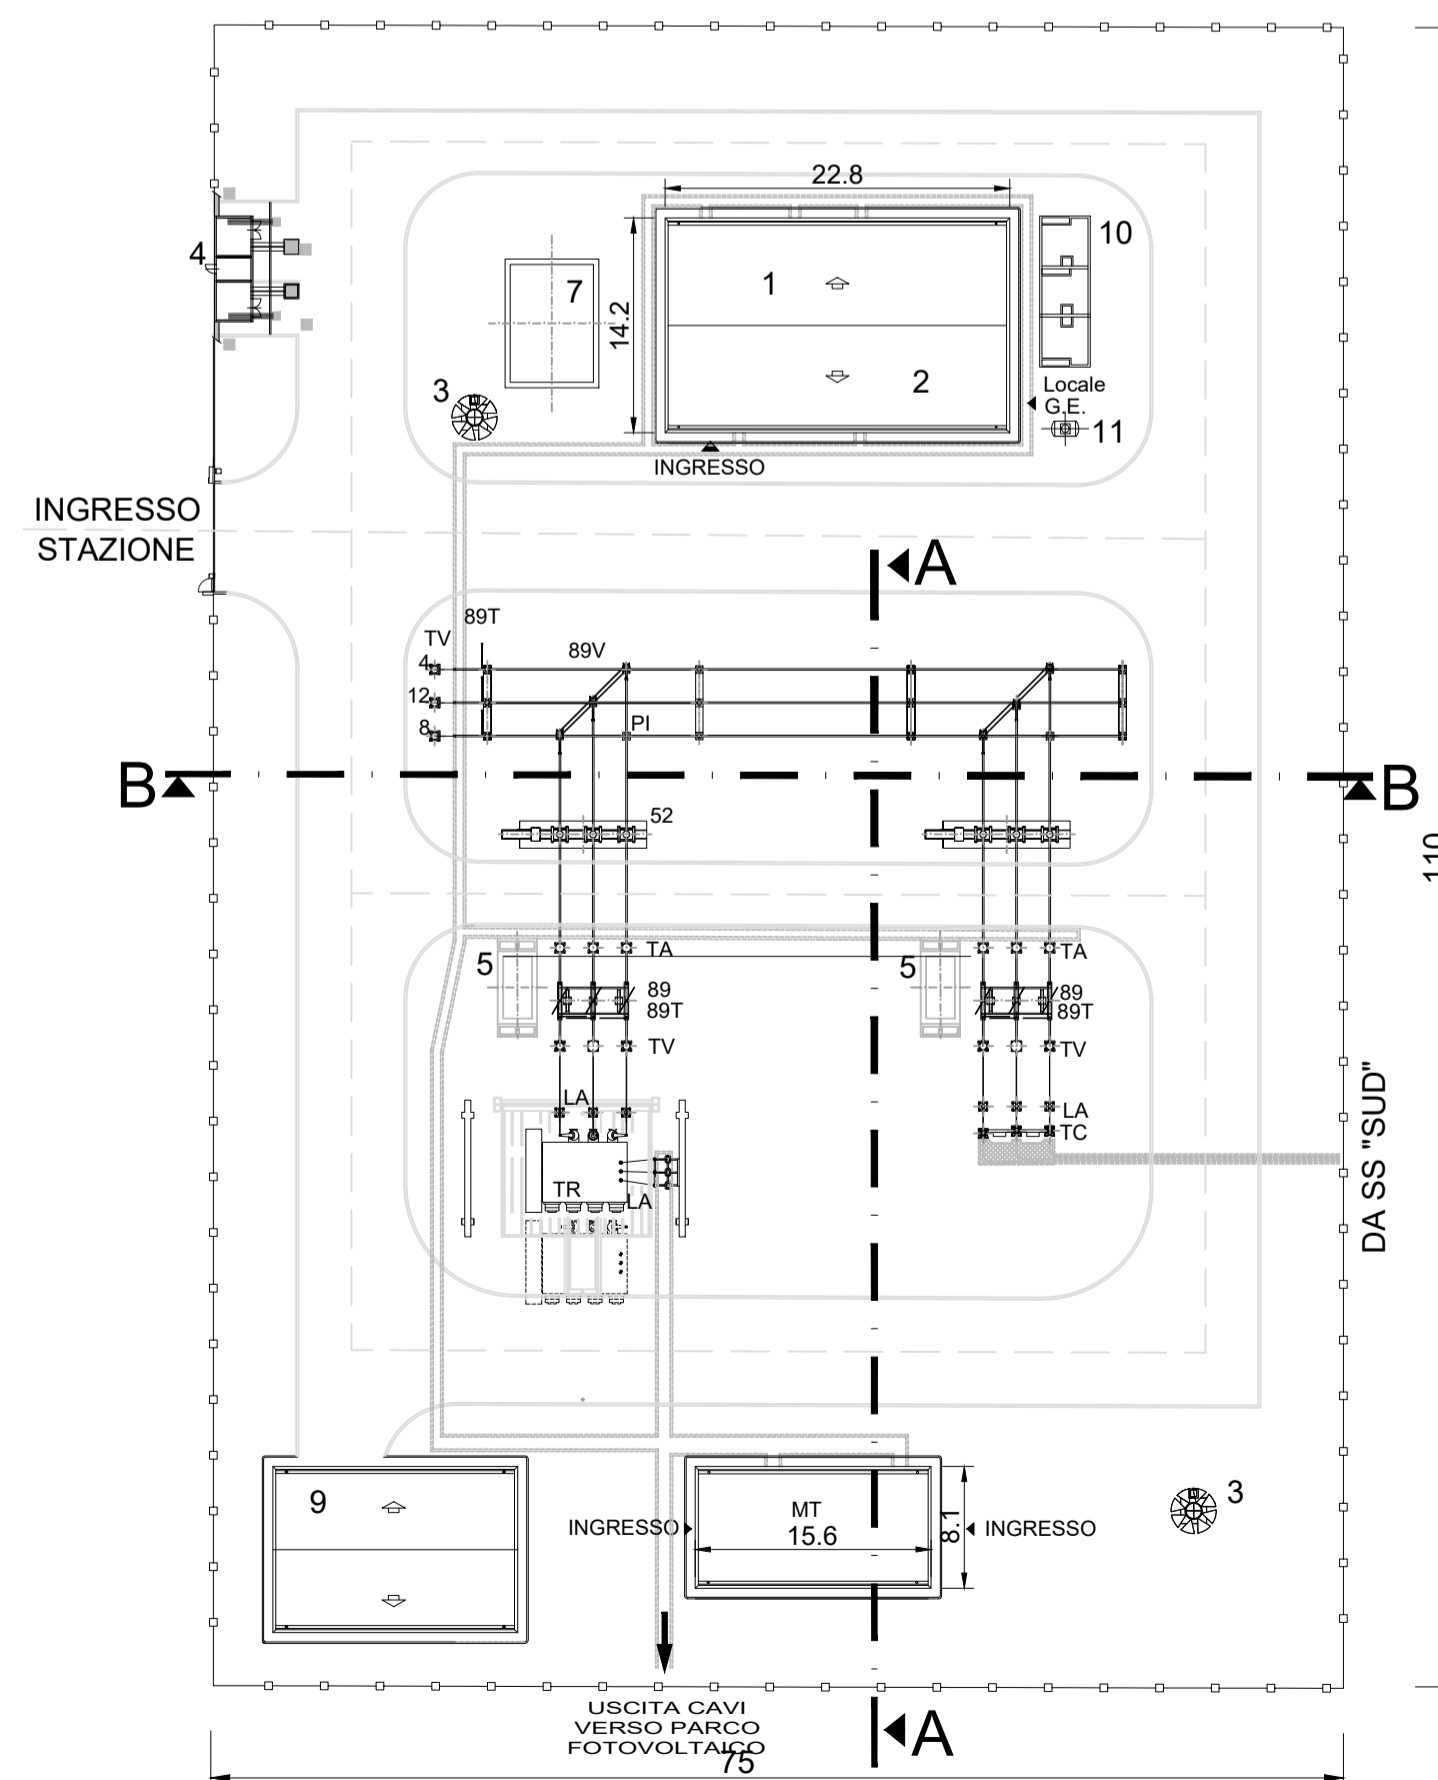 22.8
10
4
1
7
14.2
2
3
Locale
G.E.
11
INGRESSO
INGRESSO
STAZIONE
A
89T
TV
89V
4
12
PI
8
B
B
52
110
TA
TA
5
5
89
89T
89
89T
TV
TV
LA
LA
TC
DA SS "SUD"
TR
LA
9
MT
15.6
8.1
INGRESSO
INGRESSO
3
USCITA CAVI
VERSO PARCO
FOTOVOLTAICO
A
75